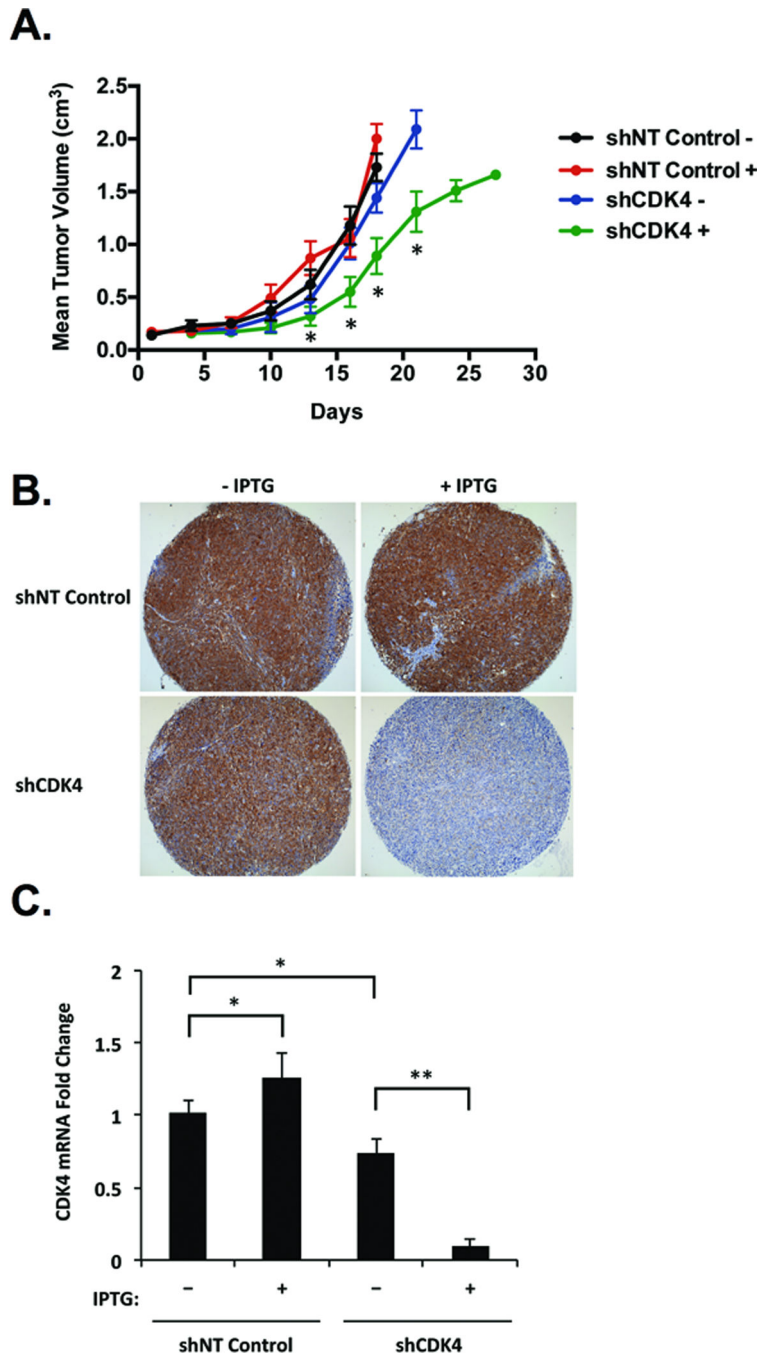 A.
Mean Tumor Volume (cm³)
2.5
2.0
1.5
1.0
0.5
0.0
0 5 10 15 20 25 30
Days
* * * *
shNT Control -
shNT Control +
shCDK4 -
shCDK4 +
B.
- IPTG + IPTG
shNT Control
shCDK4
C.
CDK4 mRNA Fold Change
2
1.5
1
0.5
0
*
*
**
IPTG: – + – +
shNT Control shCDK4